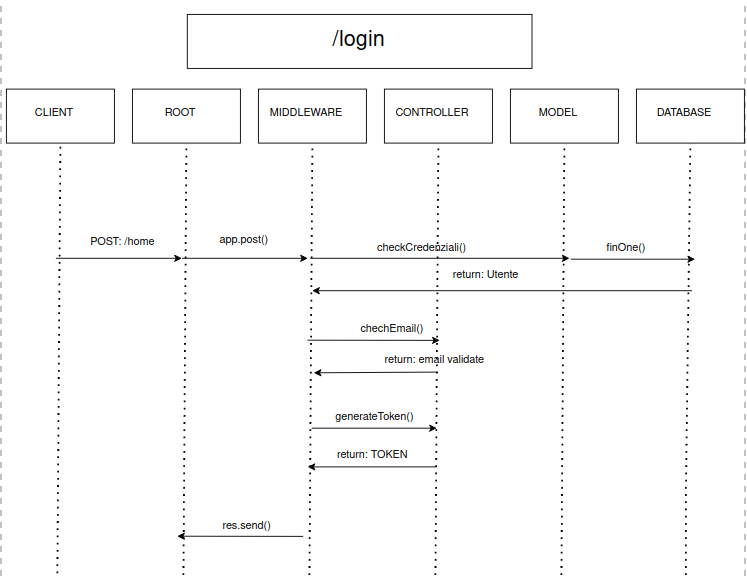 /login
CLIENT
ROOT
MIDDLEWARE
CONTROLLER
MODEL
DATABASE
POST: /home
app.post()
checkCredenziali()
finOne()
return: Utente
chechEmail()
return: email validate
generateToken()
return: TOKEN
res.send()